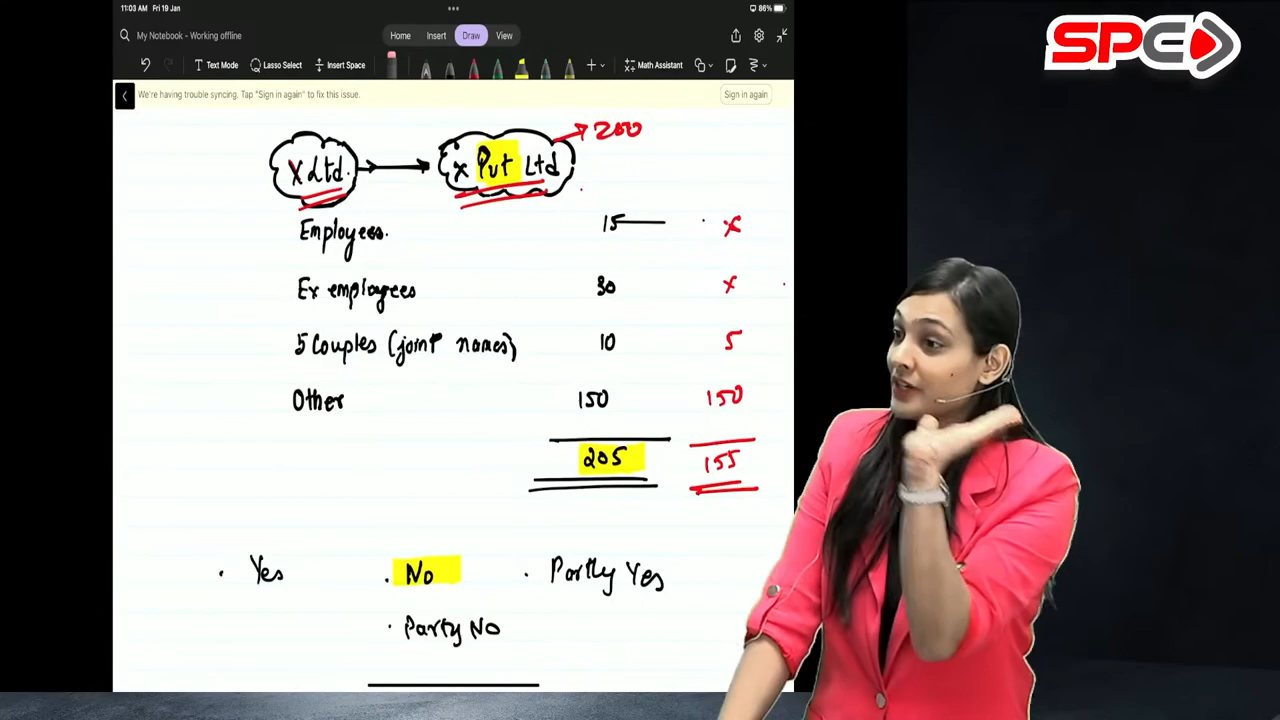 11:03 AM Fri 19 Jan
86%
My Notebook - Working offline
Home Insert Draw View
Text Mode Lasso Select Insert Space Math Assistant
We're having trouble syncing. Tap "Sign in again" to fix this issue. Sign in again
SPC
X Ltd. x Pvt Ltd 200
Employees. 15 x
Ex employees 30 x
5 Couples (joint names) 10 5
Other 150 150
205 155
Yes No Partly Yes
Party No